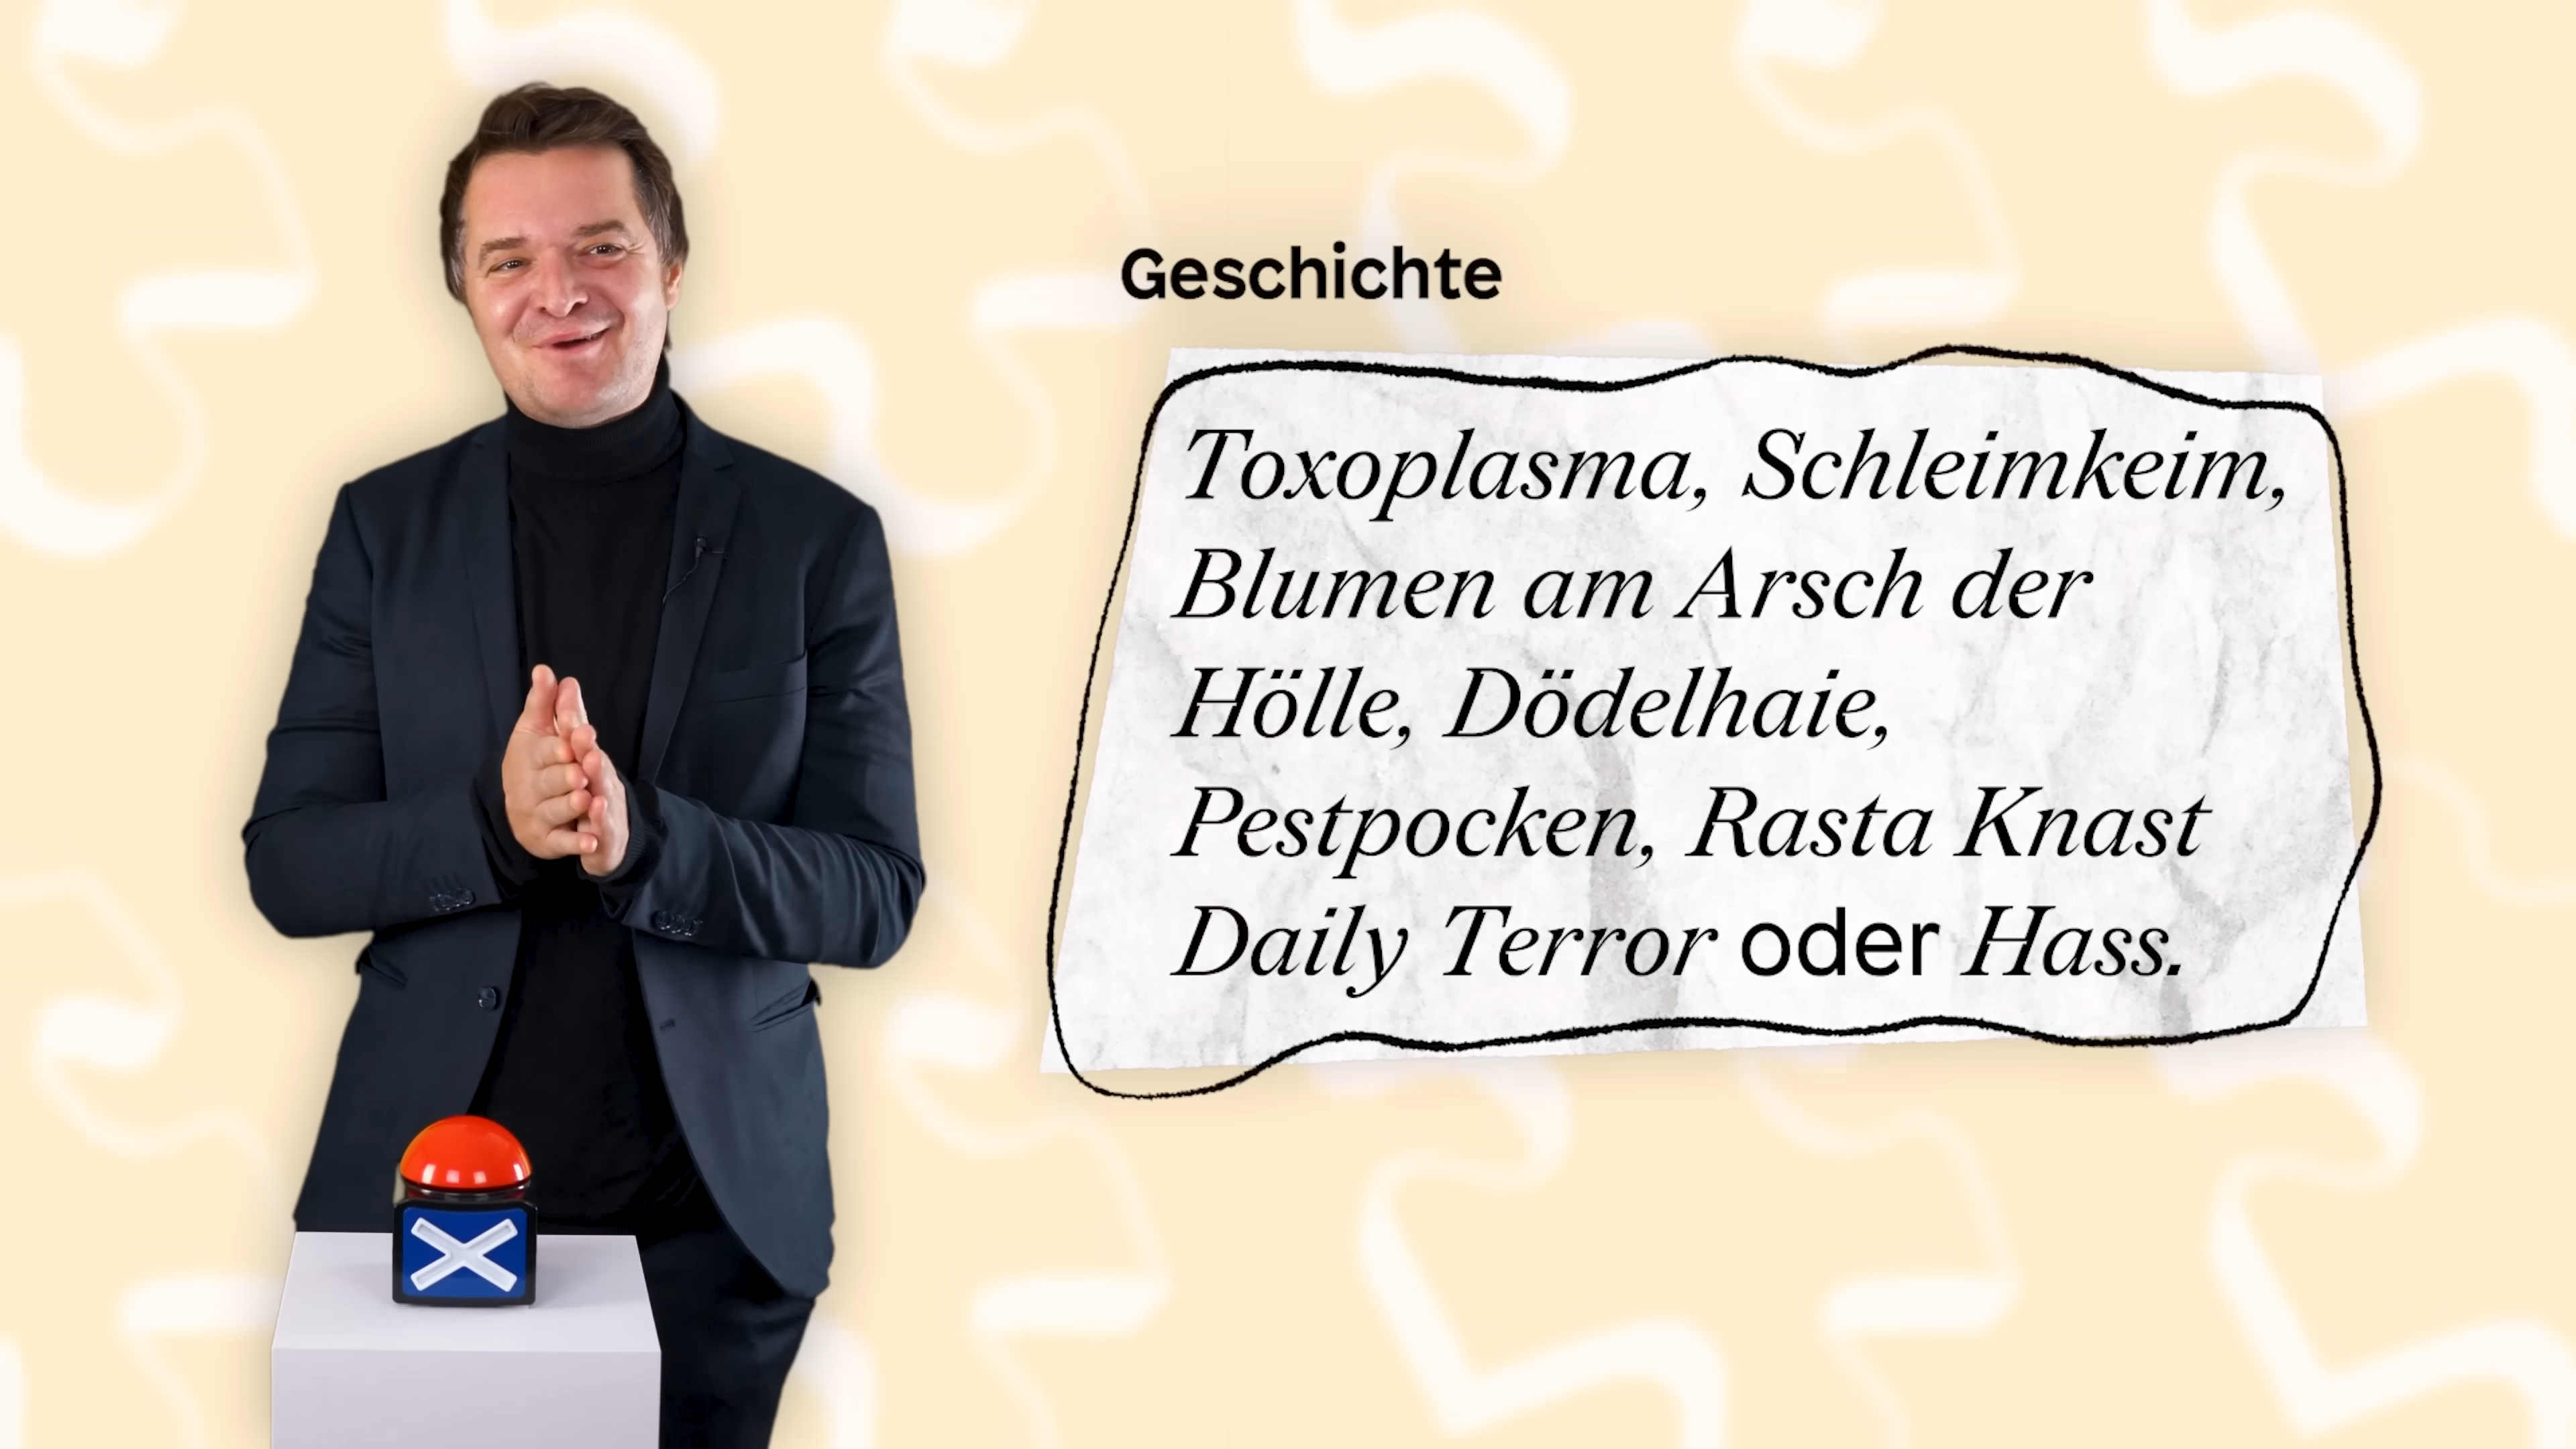 Geschichte
Toxoplasma, Schleimkeim,
Blumen am Arsch der
Hölle, Dödelhaie,
Pestpocken, Rasta Knast
Daily Terror oder Hass.